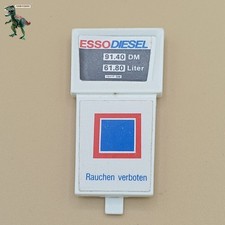 ESSODIESEL
81.40 DM
61.80 Liter
Rauchen verboten